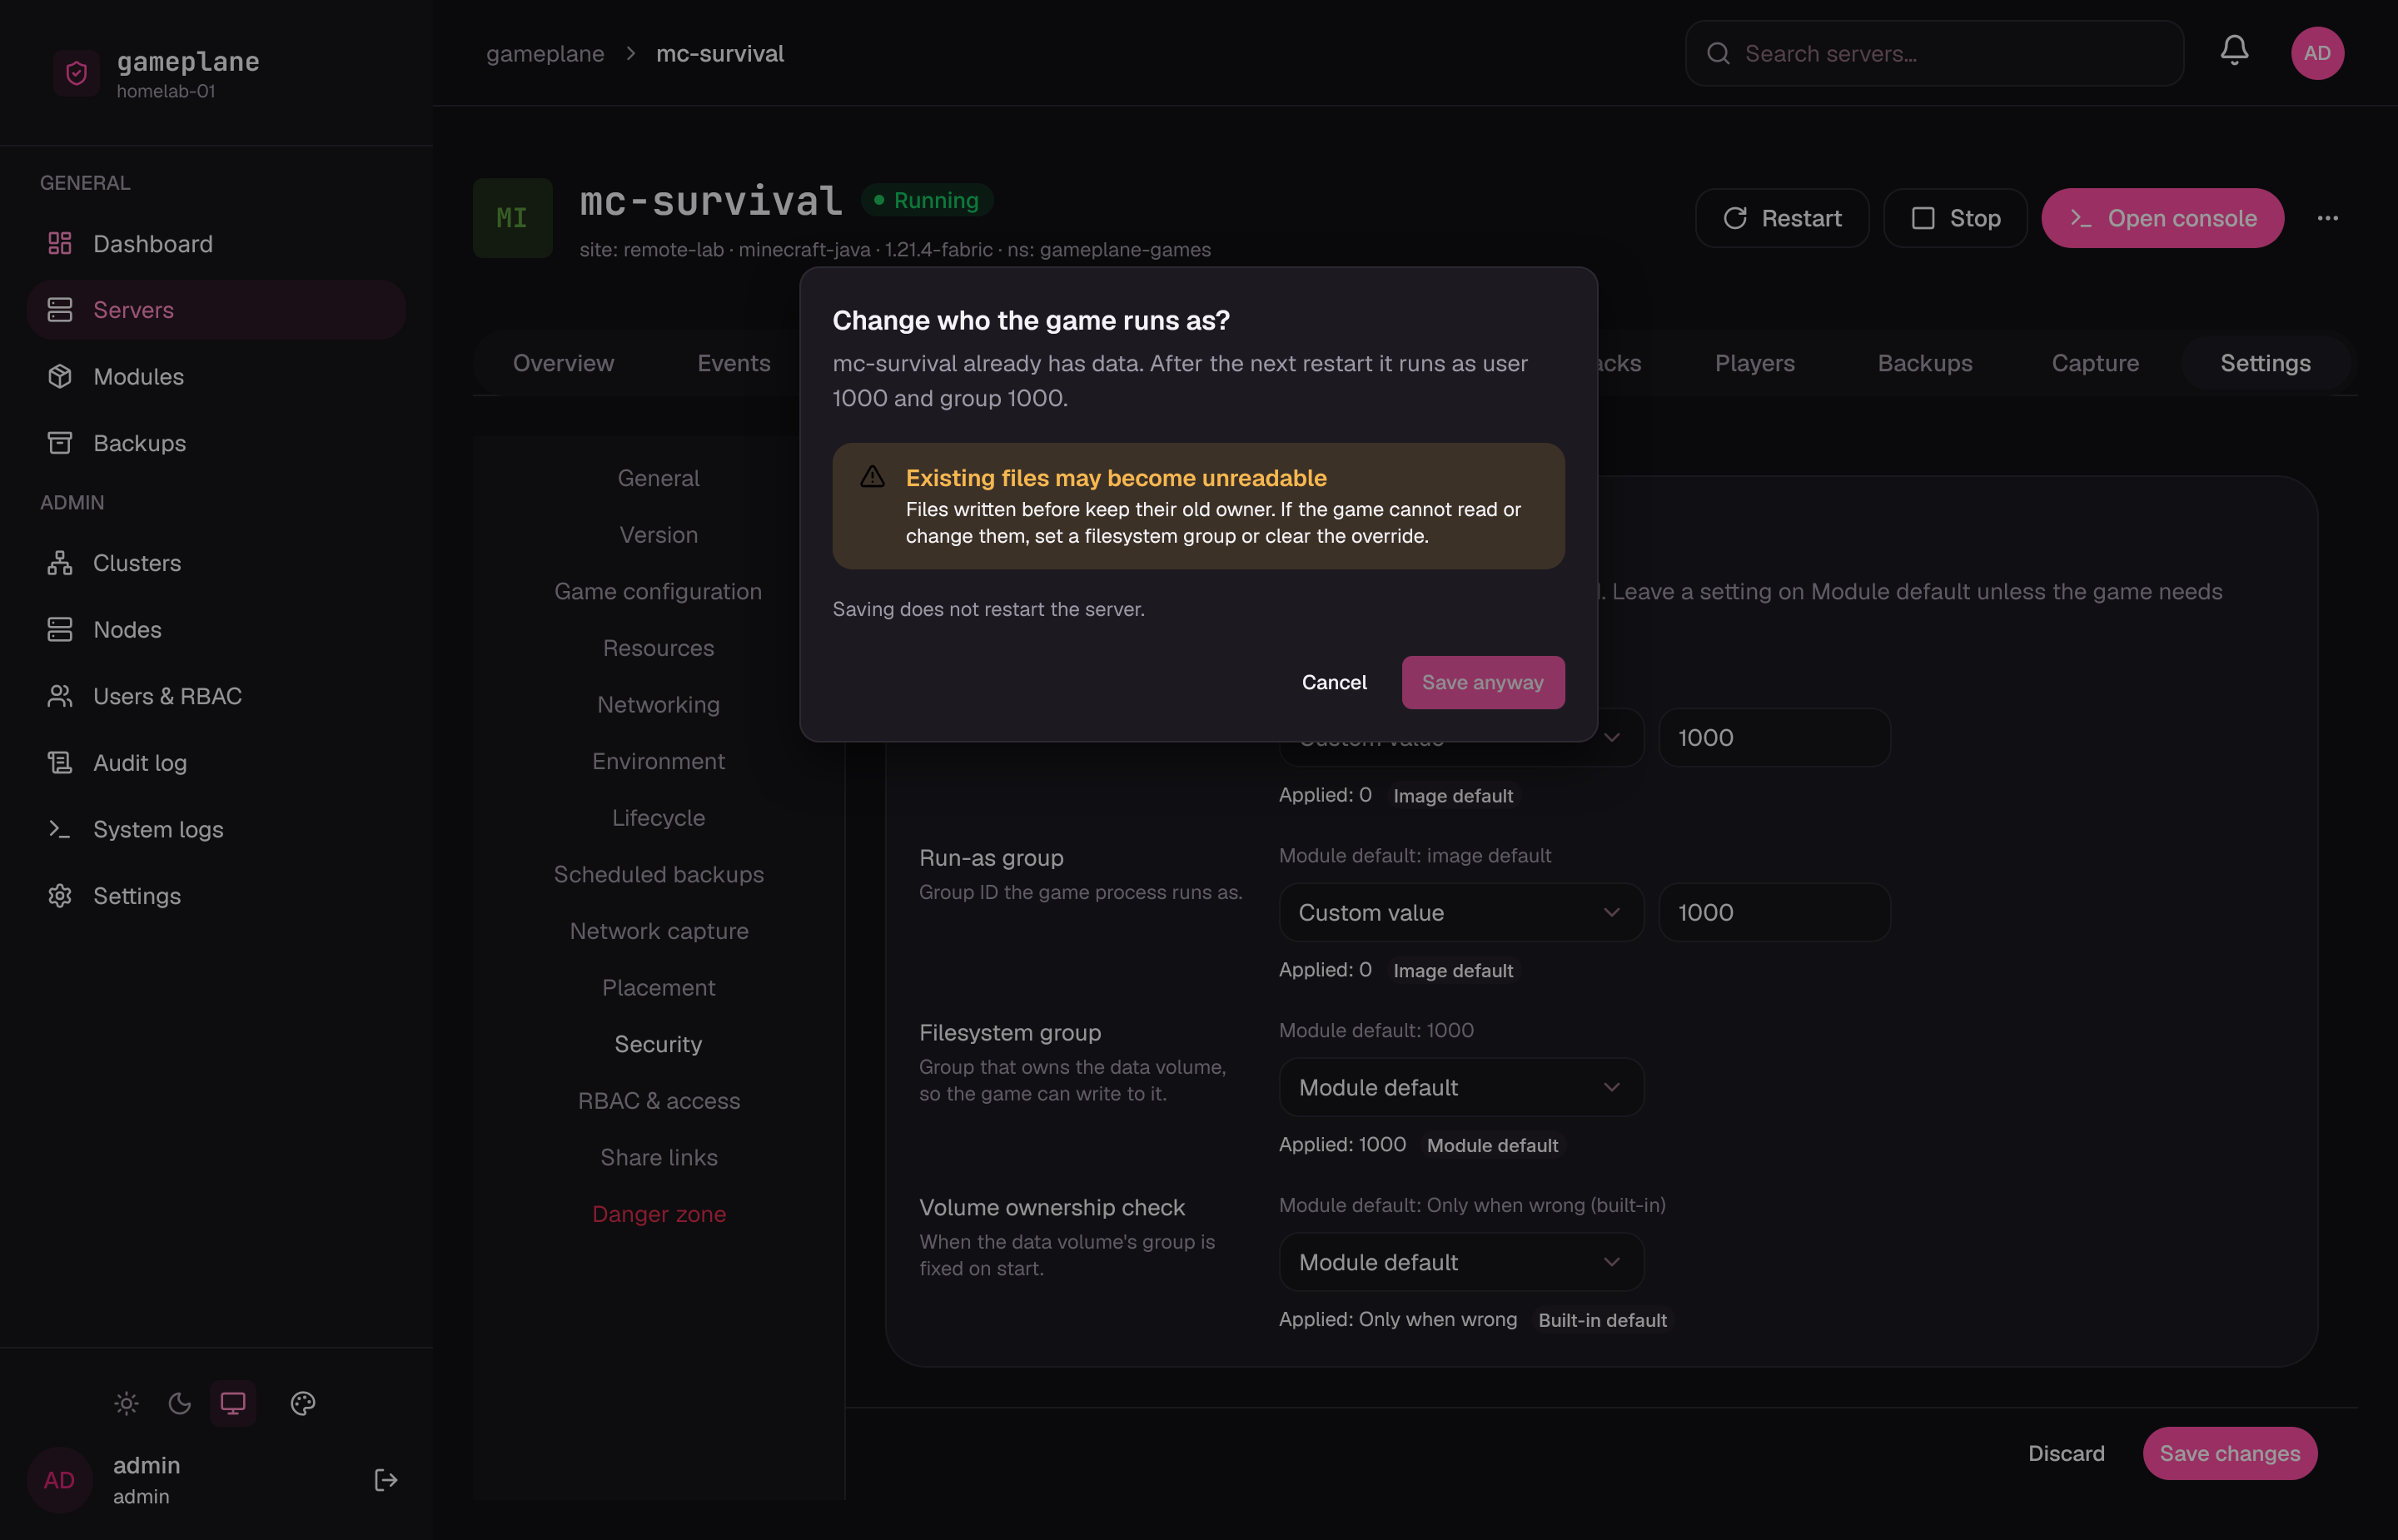 gameplane
homelab-01
GENERAL
Dashboard
Servers
Modules
Backups
ADMIN
Clusters
Nodes
Users & RBAC
Audit log
System logs
Settings
AD
admin
admin
gameplane
mc-survival
Search servers...
AD
MI
mc-survival
Running
site: remote-lab · minecraft-java · 1.21.4-fabric · ns: gameplane-games
Restart
Stop
Open console
Overview
Events
Players
Backups
Capture
Settings
General
Version
Game configuration
Resources
Networking
Environment
Lifecycle
Scheduled backups
Network capture
Placement
Security
RBAC & access
Share links
Danger zone
Change who the game runs as?
mc-survival already has data. After the next restart it runs as user
1000 and group 1000.
Existing files may become unreadable
Files written before keep their old owner. If the game cannot read or
change them, set a filesystem group or clear the override.
Saving does not restart the server.
Cancel
Save anyway
Leave a setting on Module default unless the game needs
Custom value
1000
Applied: 0
Image default
Run-as group
Group ID the game process runs as.
Module default: image default
Custom value
1000
Applied: 0
Image default
Filesystem group
Group that owns the data volume,
so the game can write to it.
Module default: 1000
Module default
Applied: 1000
Module default
Volume ownership check
When the data volume's group is
fixed on start.
Module default: Only when wrong (built-in)
Module default
Applied: Only when wrong
Built-in default
Discard
Save changes